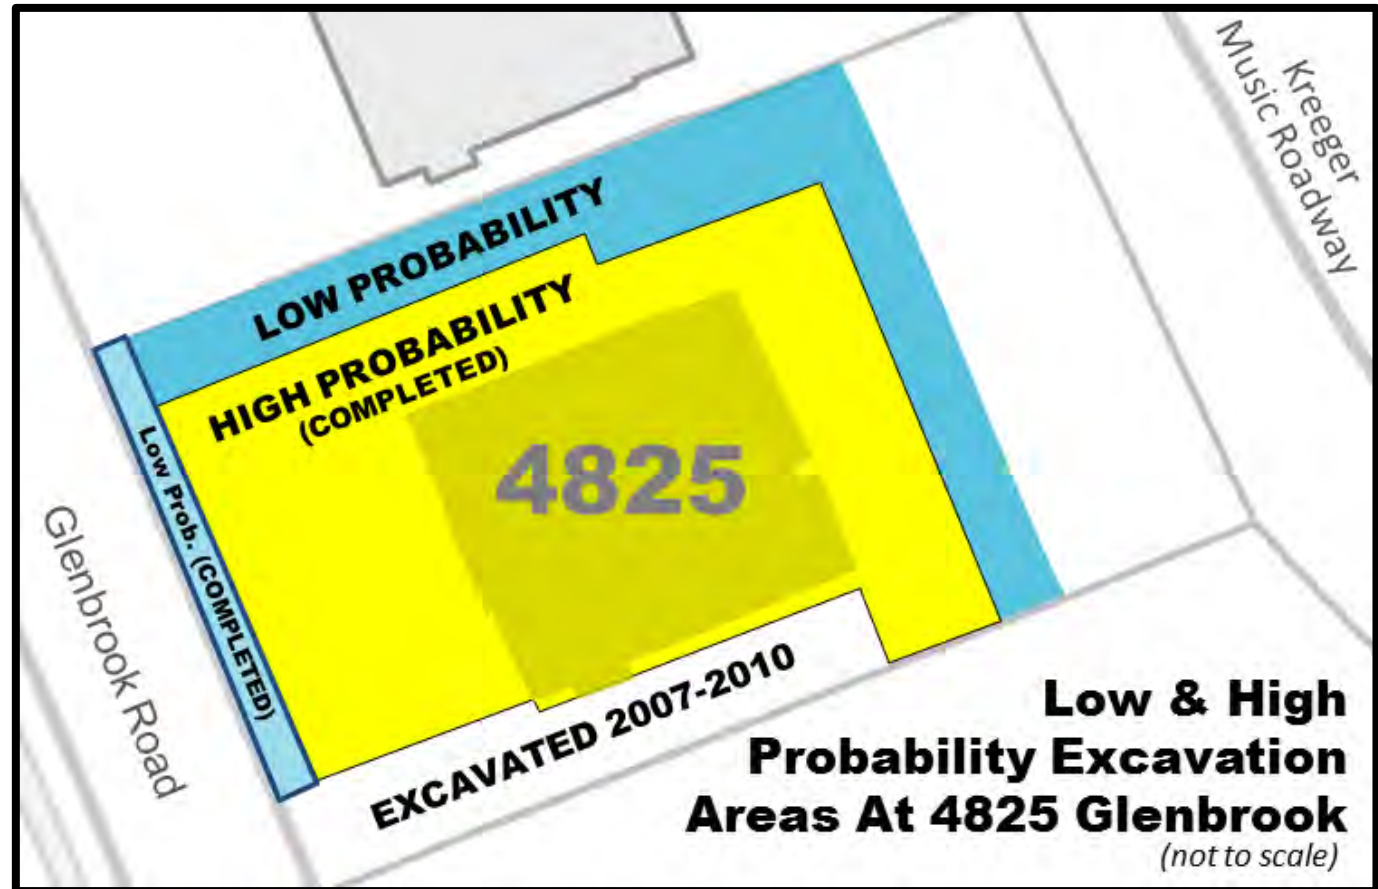 Kreeger
Music Roadway
LOW PROBABILITY
HIGH PROBABILITY
(COMPLETED)
Low Prob. (COMPLETED)
4825
Glenbrook Road
EXCAVATED 2007-2010
Low & High
Probability Excavation
Areas At 4825 Glenbrook
(not to scale)